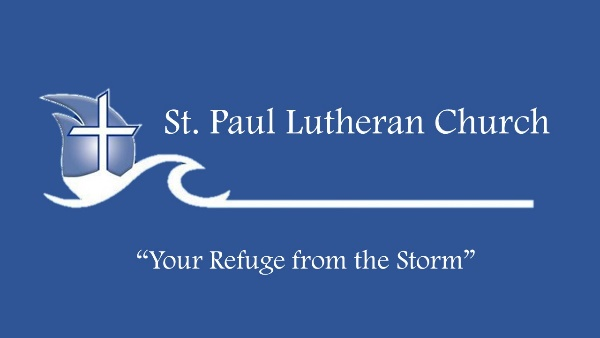 St. Paul Lutheran Church
“Your Refuge from the Storm”